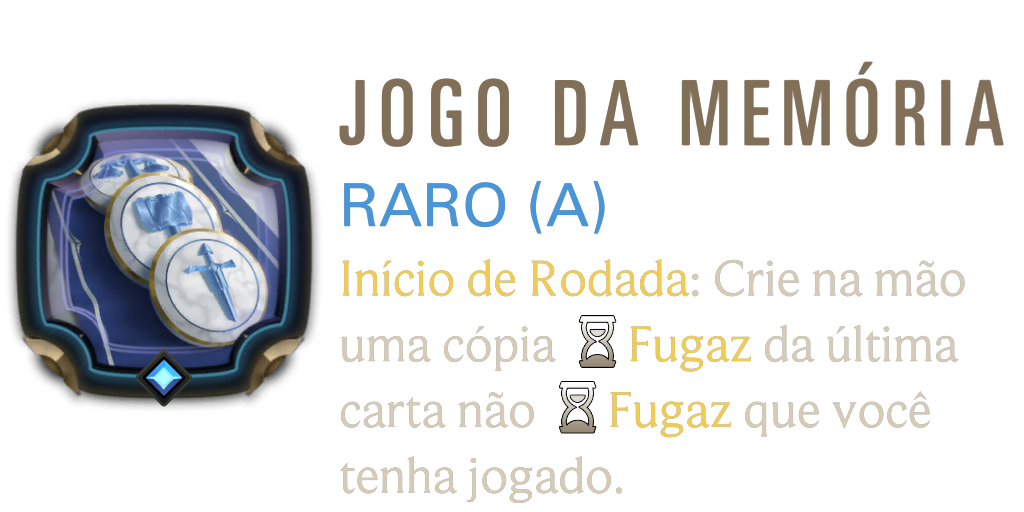 JOGO DA MEMÓRIA
RARO (A)
Início de Rodada: Crie na mão
uma cópia Fugaz da última
carta não Fugaz que você
tenha jogado.